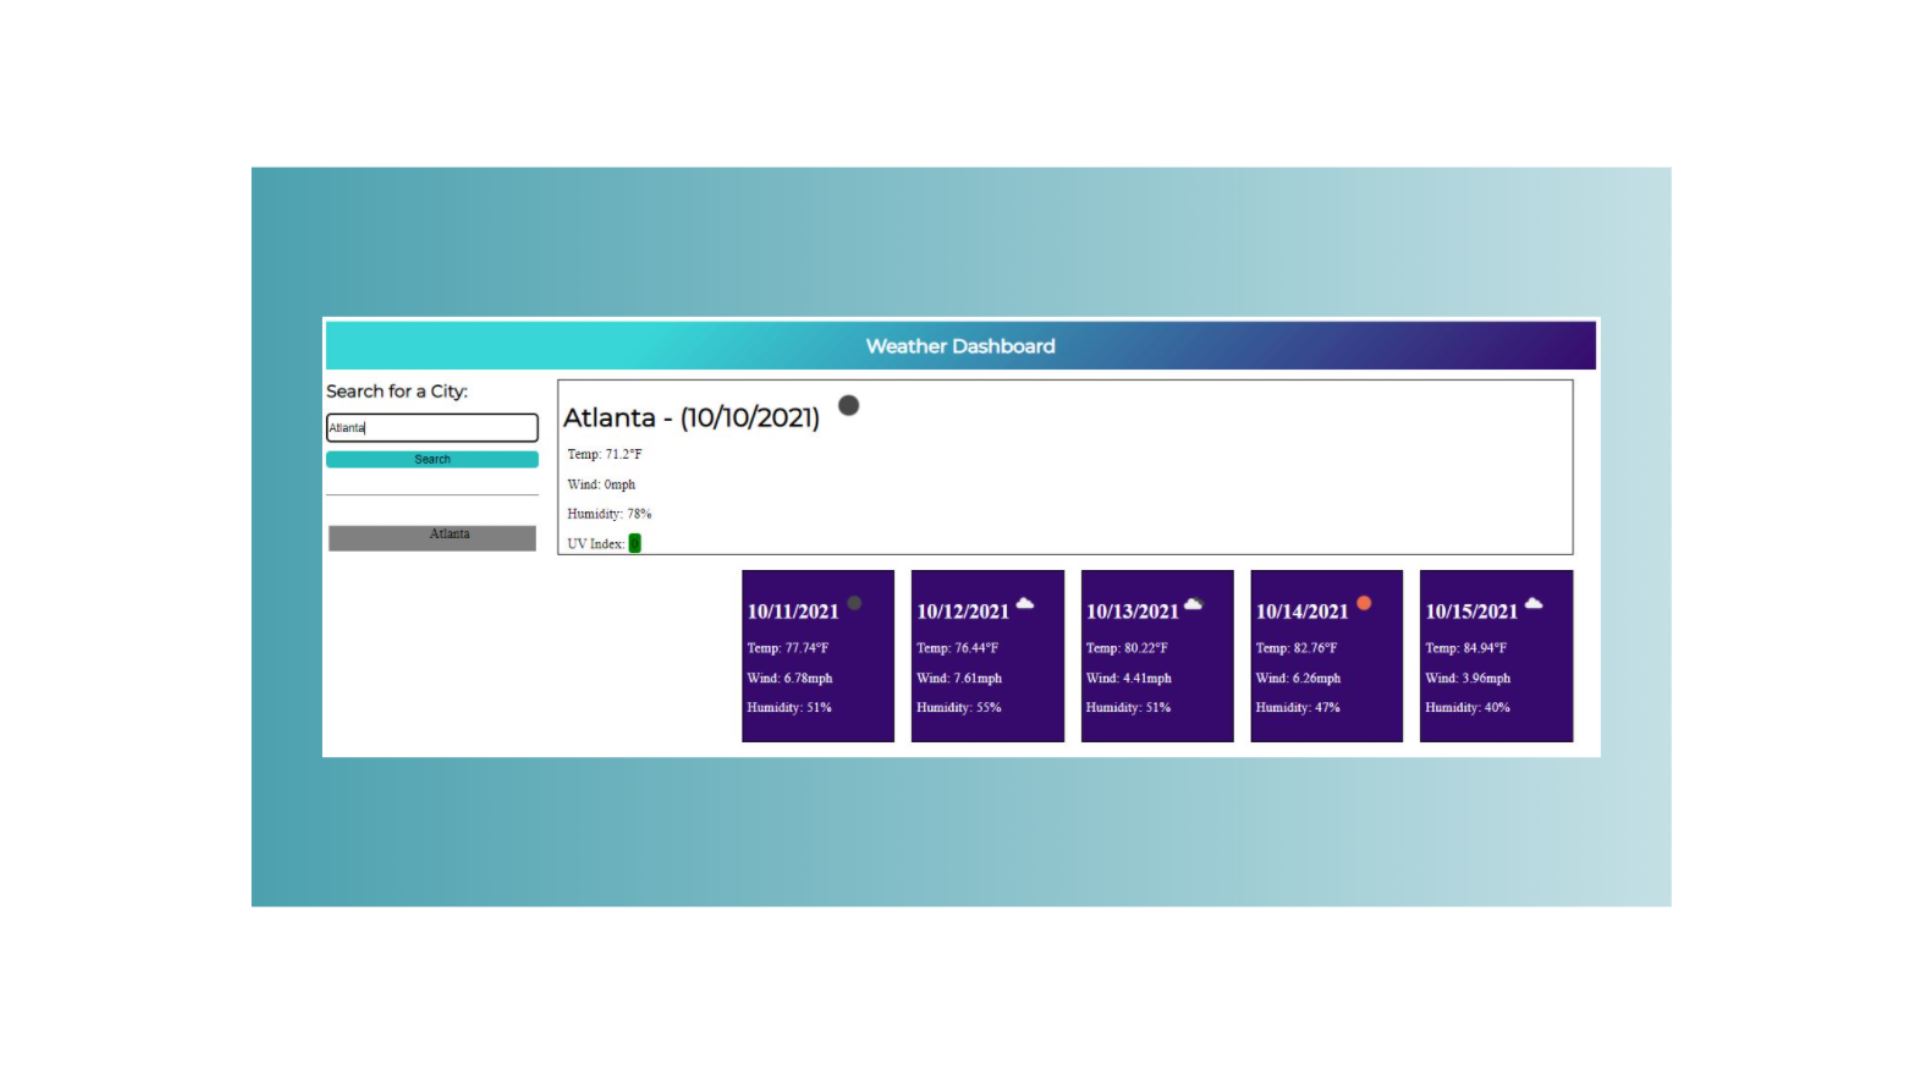 Weather Dashboard
Search for a City:
Atlanta
Search
Atlanta
Atlanta - (10/10/2021)
Temp: 71.2°F
Wind: 0mph
Humidity: 78%
UV Index: 0
10/11/2021
Temp: 77.74°F
Wind: 6.78mph
Humidity: 51%
10/12/2021
Temp: 76.44°F
Wind: 7.61mph
Humidity: 55%
10/13/2021
Temp: 80.22°F
Wind: 4.41mph
Humidity: 51%
10/14/2021
Temp: 82.76°F
Wind: 6.26mph
Humidity: 47%
10/15/2021
Temp: 84.94°F
Wind: 3.96mph
Humidity: 40%